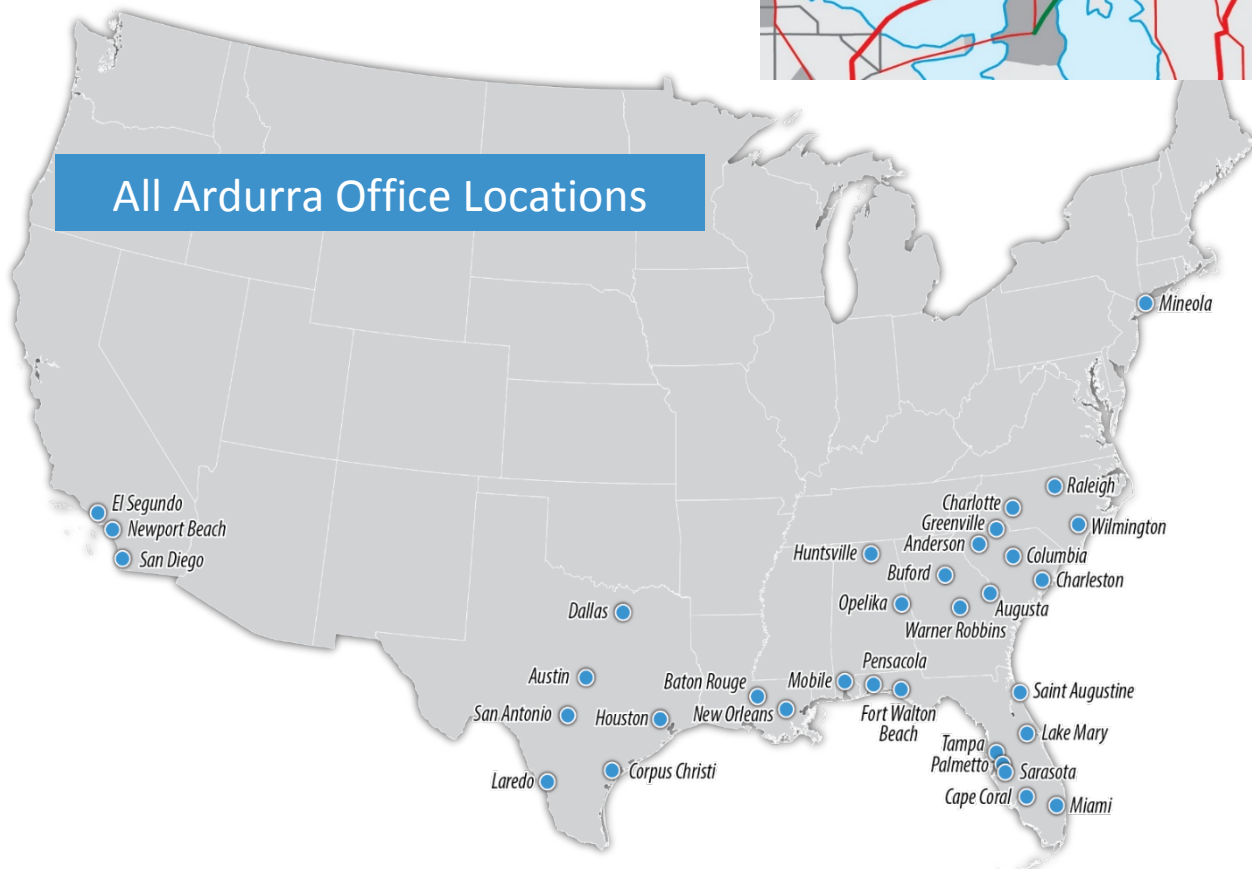 All Ardurra Office Locations
Mineola
El Segundo
Newport Beach
San Diego
Raleigh
Charlotte
Greenville
Wilmington
Anderson
Huntsville
Columbia
Buford
Charleston
Opelika
Augusta
Dallas
Warner Robbins
Pensacola
Austin
Baton Rouge
Mobile
Saint Augustine
San Antonio
Houston
New Orleans
Fort Walton
Beach
Lake Mary
Tampa
Palmetto
Sarasota
Corpus Christi
Laredo
Cape Coral
Miami